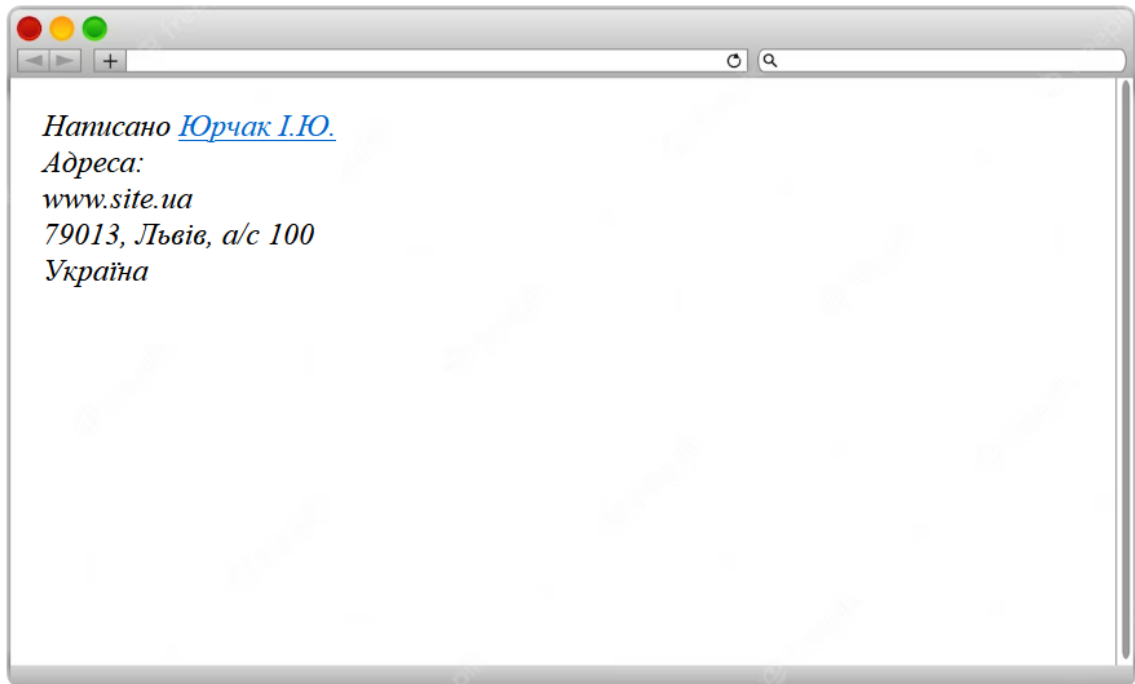 Написано Юрчак І.Ю.
Адреса:
www.site.ua
79013, Львів, а/с 100
Україна